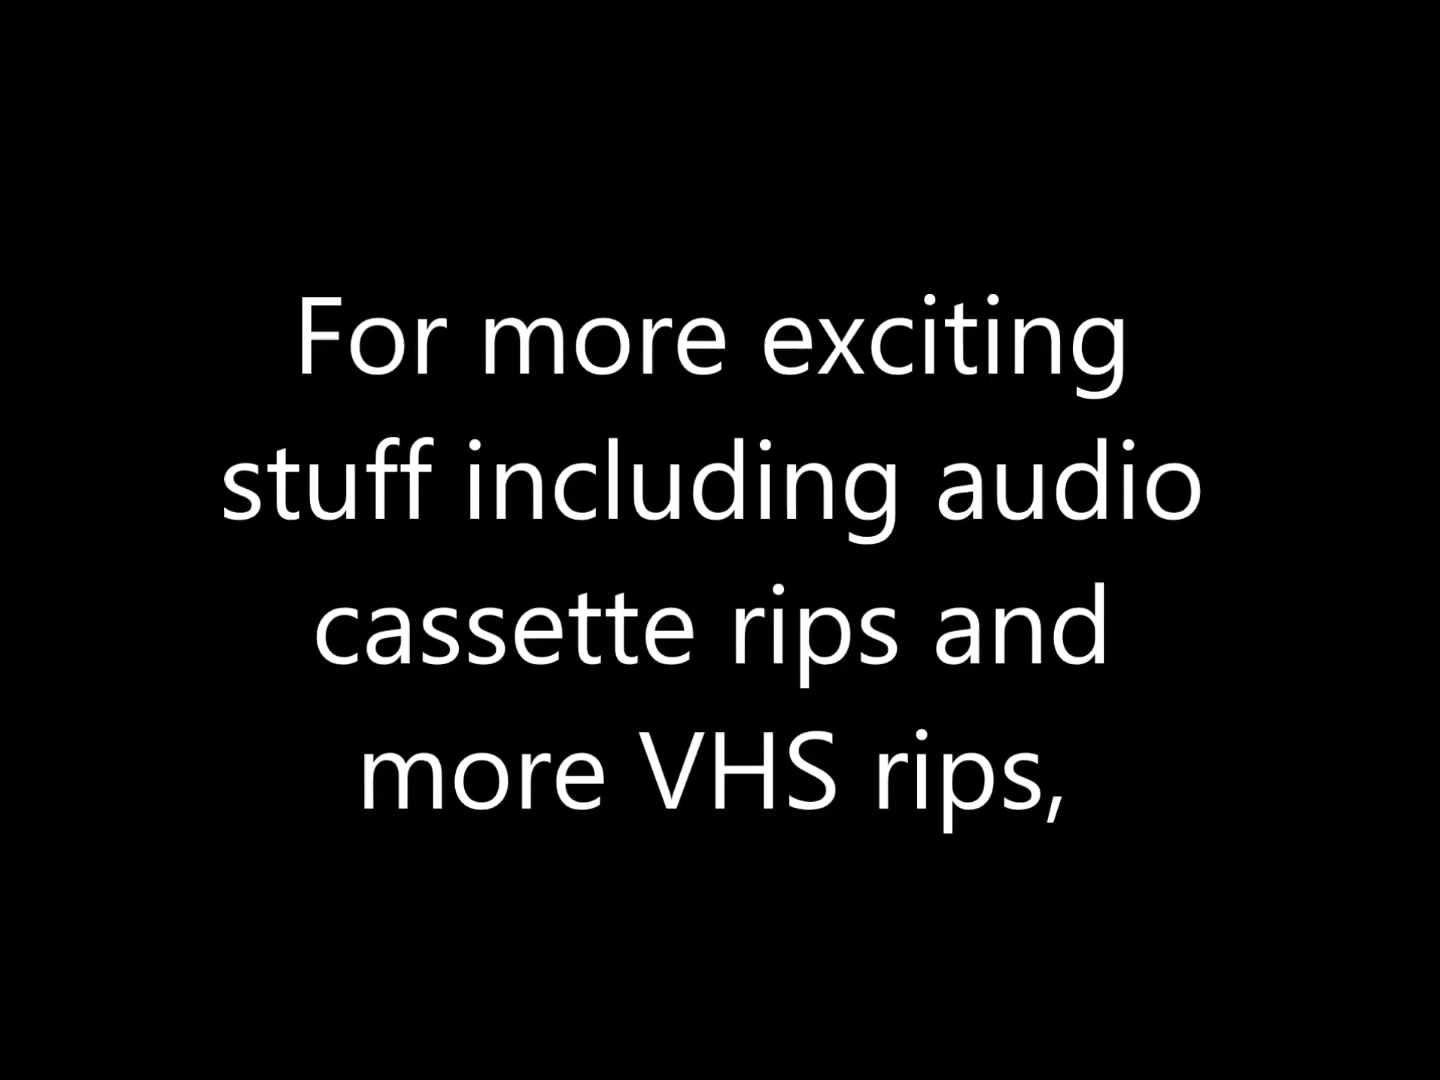 For more exciting
stuff including audio
cassette rips and
more VHS rips,